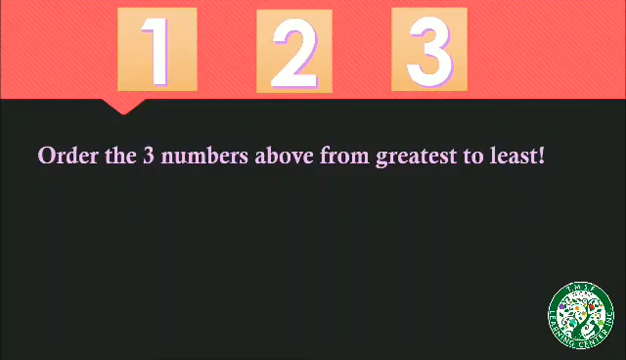 1 2 3
Order the 3 numbers above from greatest to least!
T.M.S.F
LEARNING CENTER INC